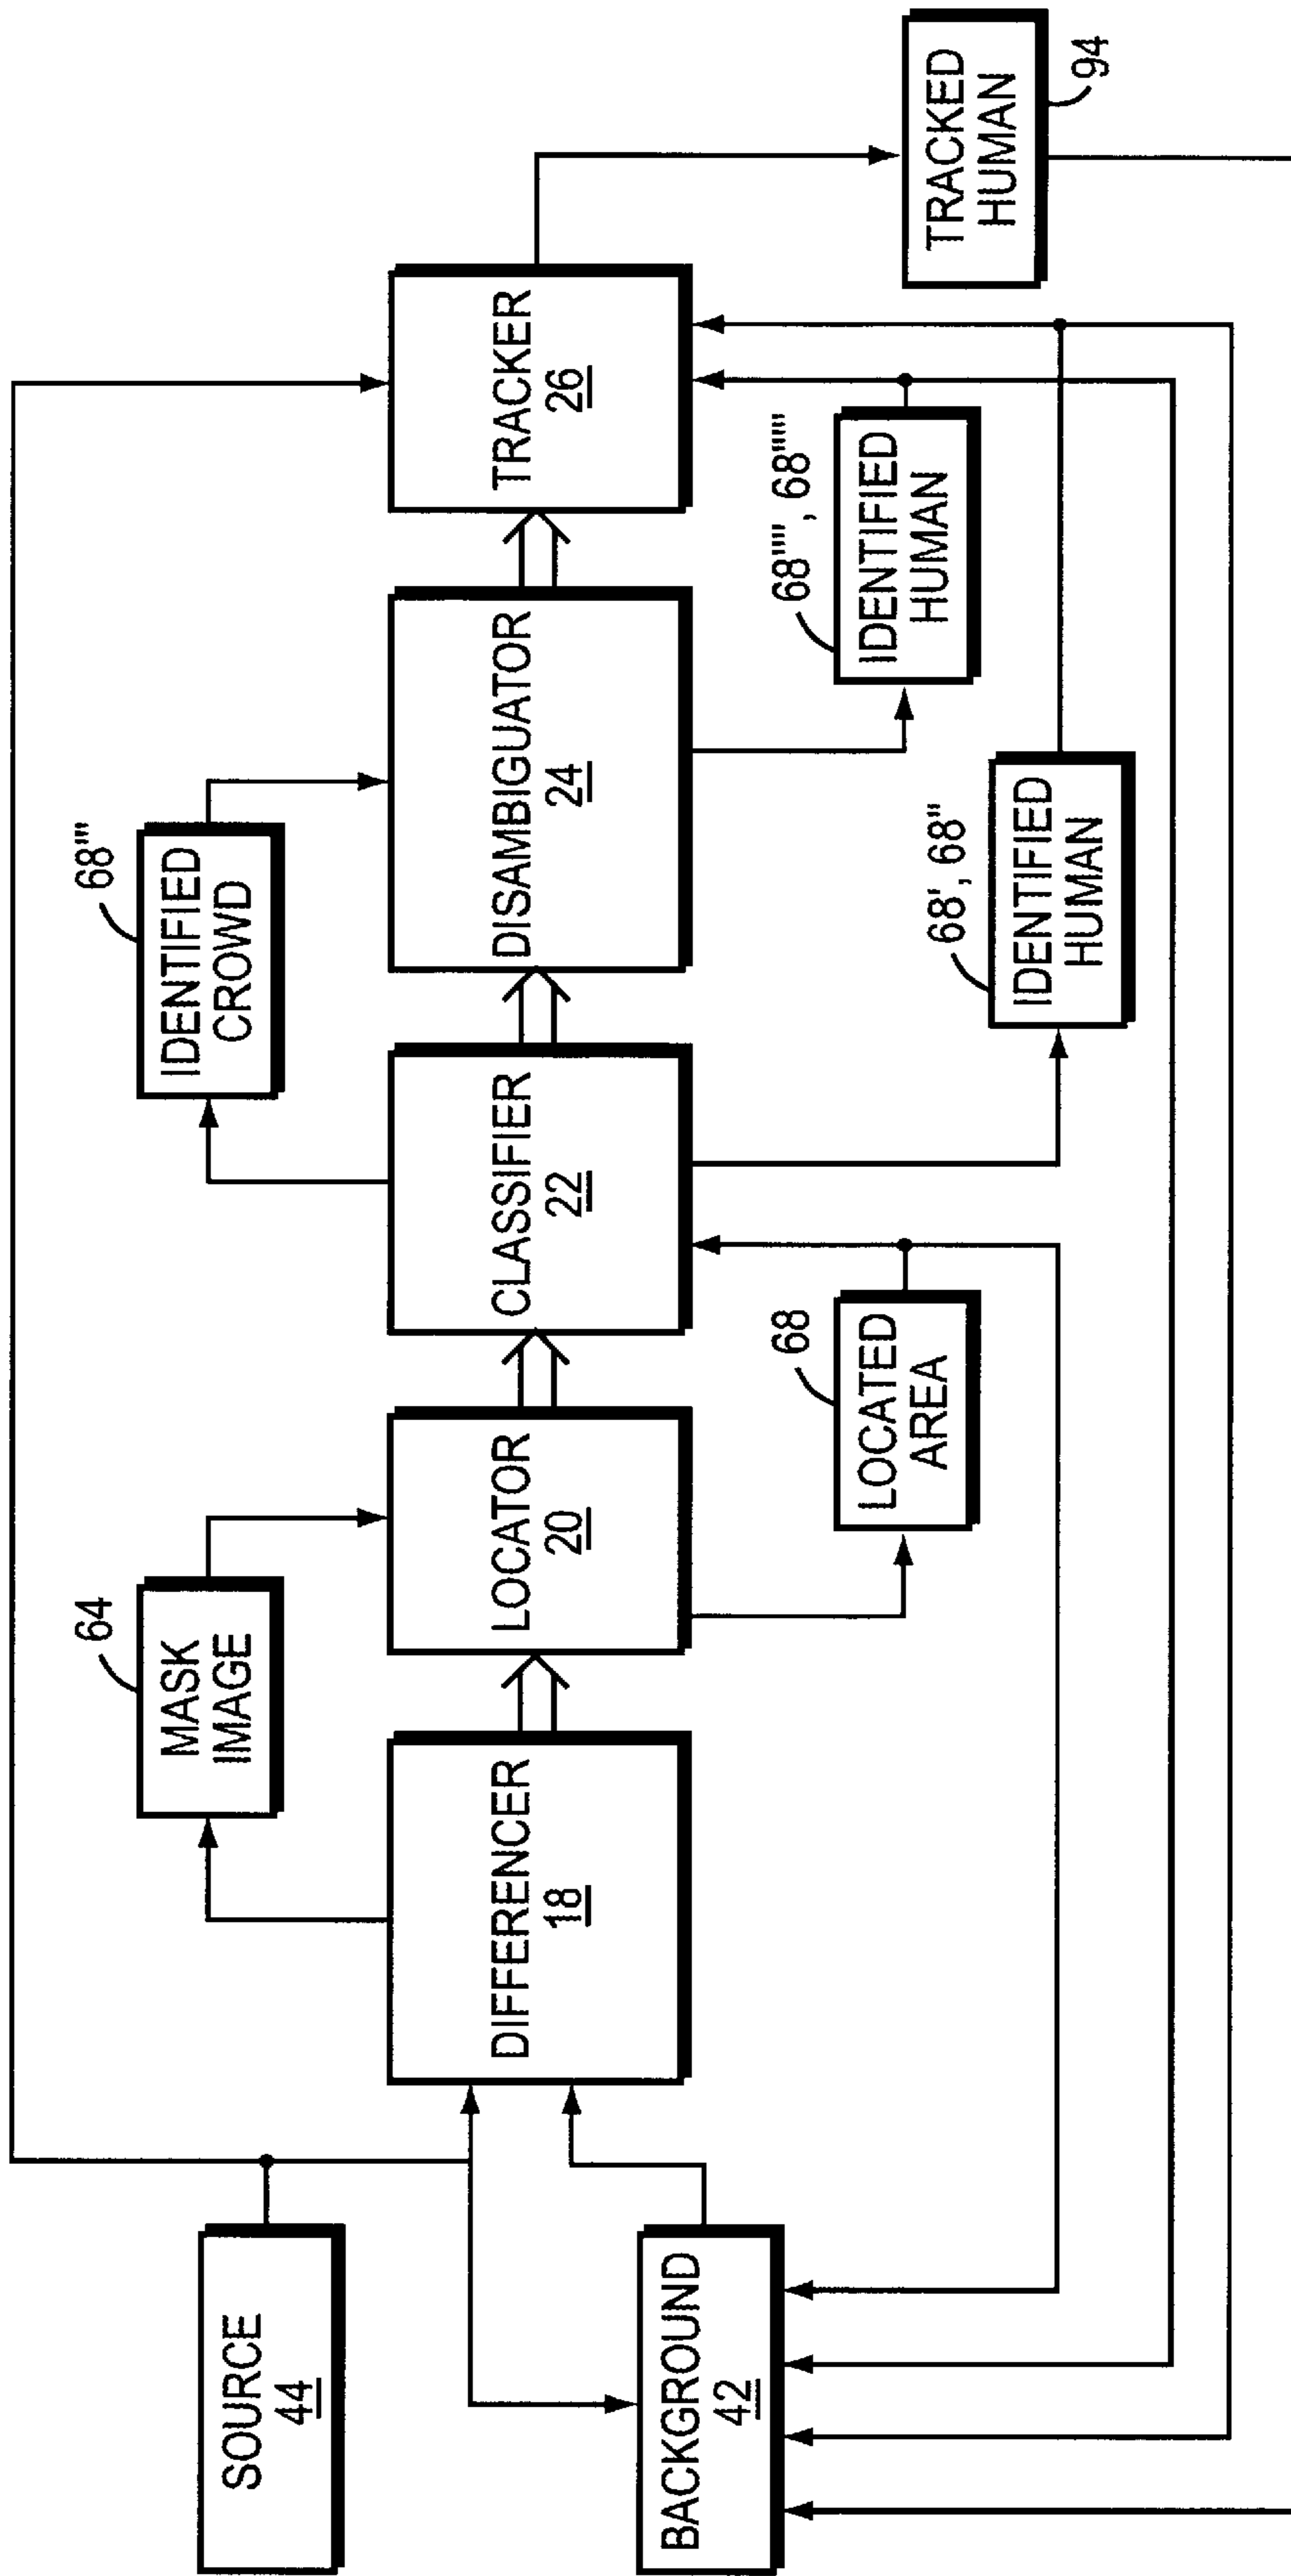 SOURCE
44
BACKGROUND
42
DIFFERENCER
18
64
MASK
IMAGE
LOCATOR
20
68
LOCATED
AREA
CLASSIFIER
22
68'''
IDENTIFIED
CROWD
68', 68''
IDENTIFIED
HUMAN
DISAMBIGUATOR
24
68'''', 68'''''
IDENTIFIED
HUMAN
TRACKER
26
TRACKED
HUMAN
94